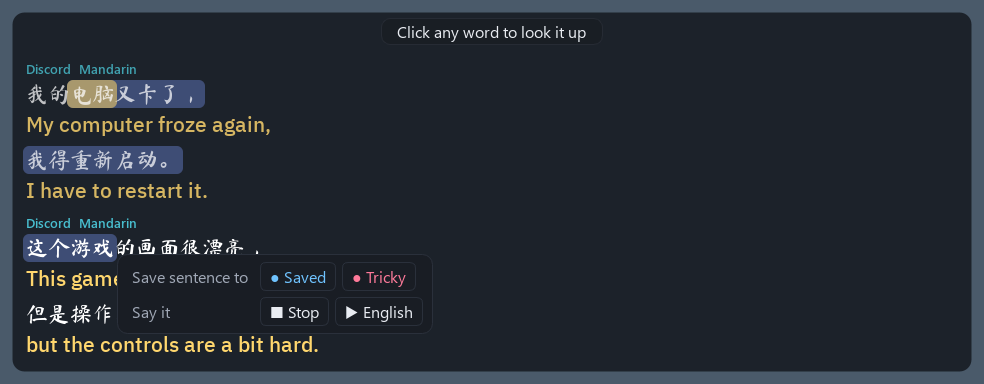 Click any word to look it up
Discord Mandarin
我的电脑又卡了，
My computer froze again,
我得重新启动。
I have to restart it.
Discord Mandarin
这个游戏的画面很漂亮，
This game
Save sentence to ● Saved ● Tricky
但是操作
Say it ■ Stop ▶ English
but the controls are a bit hard.